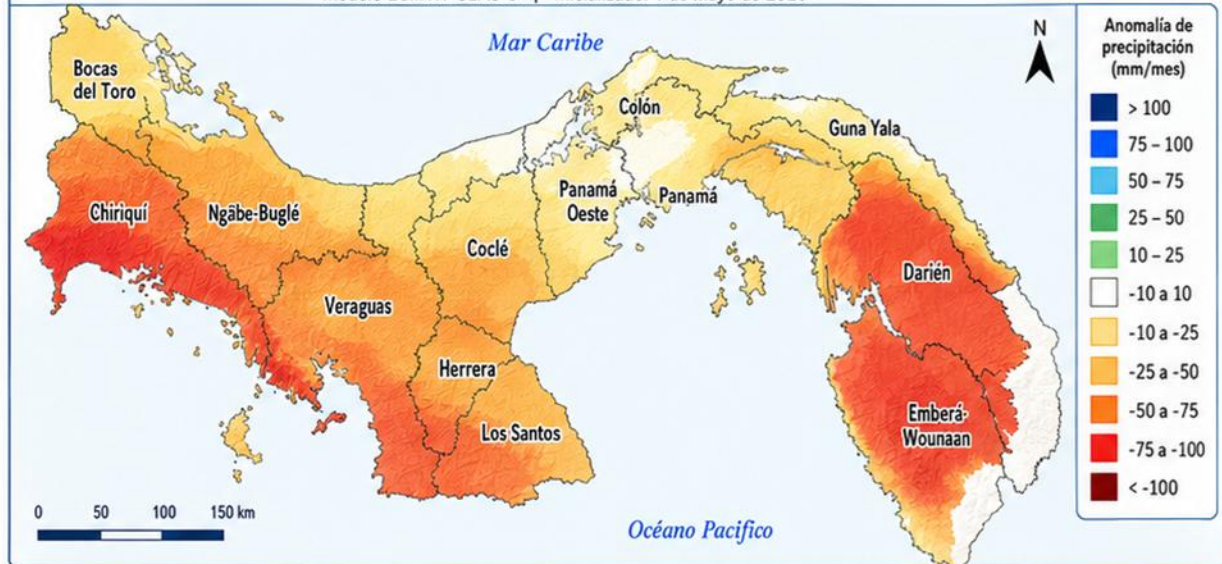 Mar Caribe
N
Bocas
del Toro
Colón
Guna Yala
Chiriquí
Ngäbe-Buglé
Panamá
Oeste
Panamá
Coclé
Veraguas
Darién
Herrera
Los Santos
Emberá-
Wounaan
0 50 100 150 km
Océano Pacifico
Anomalía de
precipitación
(mm/mes)
> 100
75 – 100
50 – 75
25 – 50
10 – 25
-10 a 10
-10 a -25
-25 a -50
-50 a -75
-75 a -100
< -100